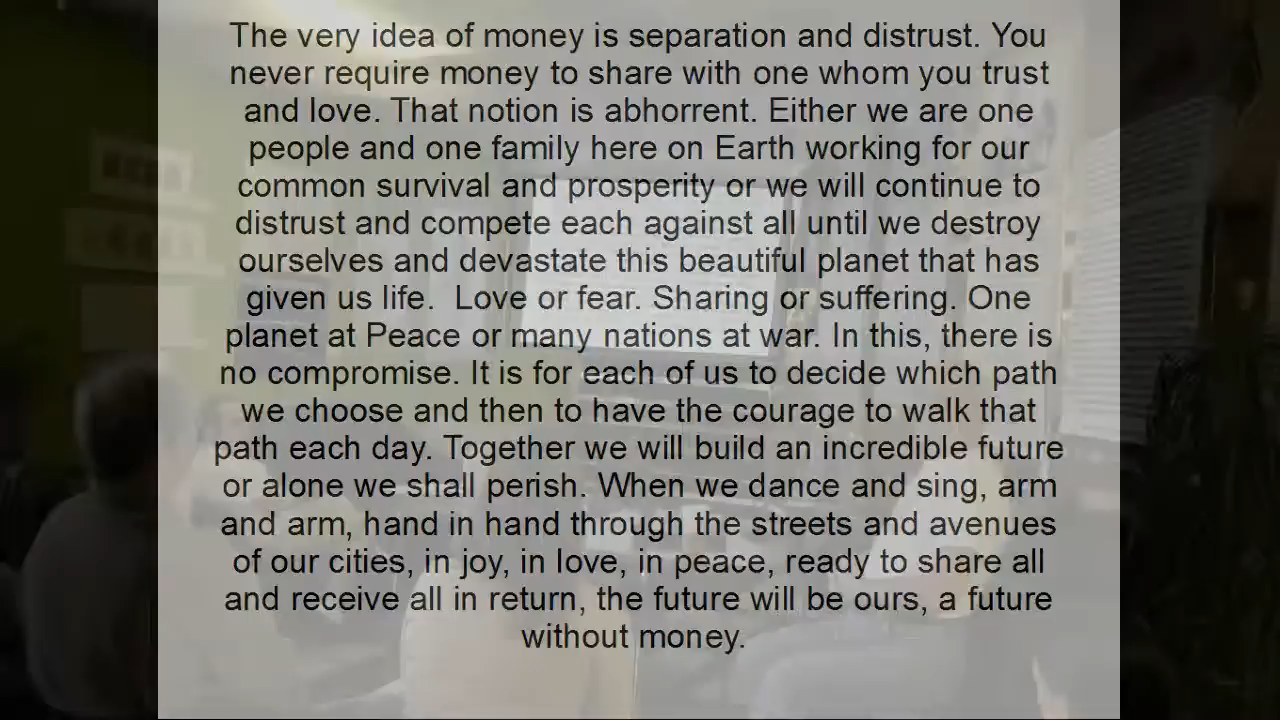 The very idea of money is separation and distrust. You
never require money to share with one whom you trust
and love. That notion is abhorrent. Either we are one
people and one family here on Earth working for our
common survival and prosperity or we will continue to
distrust and compete each against all until we destroy
ourselves and devastate this beautiful planet that has
given us life.  Love or fear. Sharing or suffering. One
planet at Peace or many nations at war. In this, there is
no compromise. It is for each of us to decide which path
we choose and then to have the courage to walk that
path each day. Together we will build an incredible future
or alone we shall perish. When we dance and sing, arm
and arm, hand in hand through the streets and avenues
of our cities, in joy, in love, in peace, ready to share all
and receive all in return, the future will be ours, a future
without money.